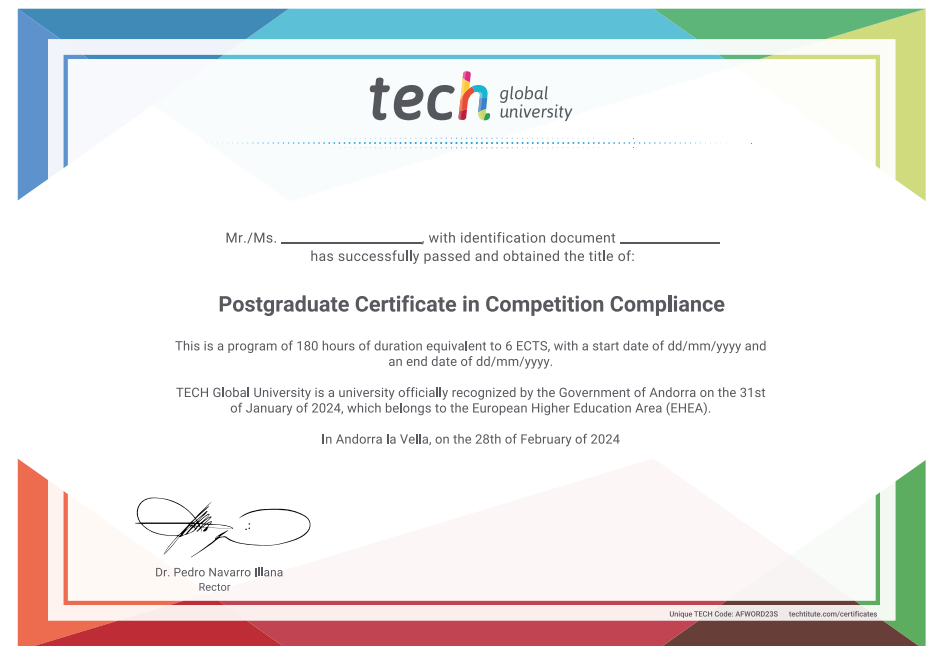 tech global
university
Mr./Ms. ________________, with identification document ____________
has successfully passed and obtained the title of:
Postgraduate Certificate in Competition Compliance
This is a program of 180 hours of duration equivalent to 6 ECTS, with a start date of dd/mm/yyyy and
an end date of dd/mm/yyyy.
TECH Global University is a university officially recognized by the Government of Andorra on the 31st
of January of 2024, which belongs to the European Higher Education Area (EHEA).
In Andorra la Vella, on the 28th of February of 2024
Dr. Pedro Navarro Illana
Rector
Unique TECH Code: AFWORD23S techtitute.com/certificates